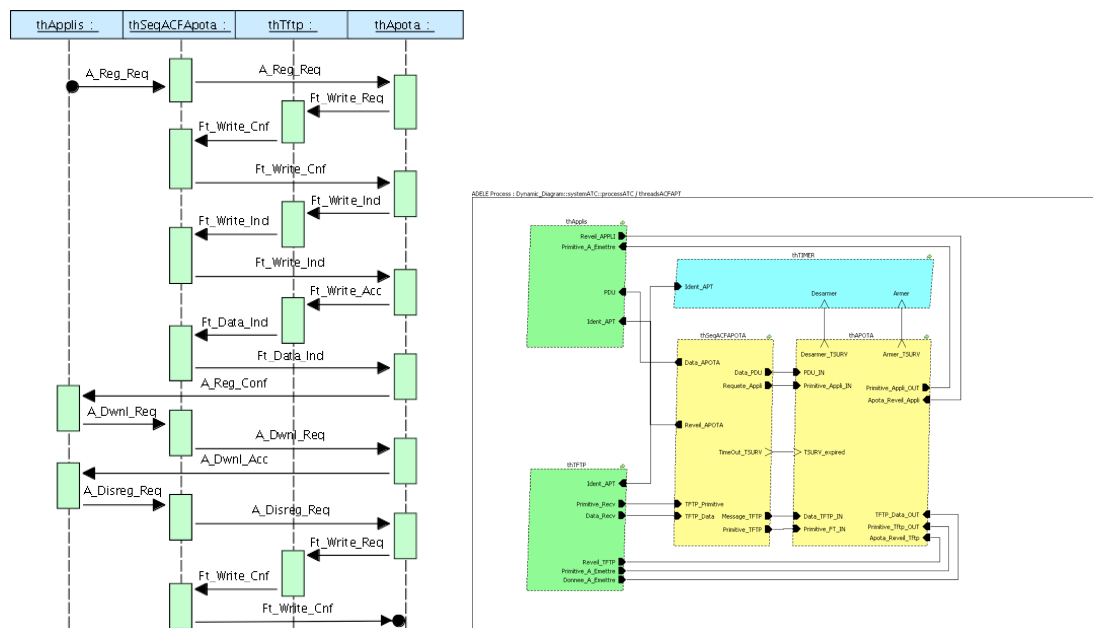 thApplis :
thSeqACFApota :
thTftp :
thApota :
A_Reg_Req
A_Reg_Req
Ft_Write_Req
Ft_Write_Cnf
Ft_Write_Cnf
Ft_Write_Ind
Ft_Write_Ind
Ft_Write_Ind
Ft_Write_Acc
Ft_Data_Ind
Ft_Data_Ind
A_Reg_Conf
A_Dwnl_Req
A_Dwnl_Req
A_Dwnl_Acc
A_Disreg_Req
A_Disreg_Req
Ft_Write_Req
Ft_Write_Cnf
Ft_Write_Cnf
ADELE Process : Dynamic_Diagram::systemATC::processATC / threadsACFAPT
thApplis
Reveil_APPLI
Primitive_A_Emettre
PDU
Ident_APT
thTIMER
Ident_APT
Desarmer
Armer
thSeqACFAPOTA
Data_APOTA
Data_PDU
Requete_Appli
Reveil_APOTA
TimeOut_TSURV
TFTP_Primitive
TFTP_Data
Message_TFTP
Primitive_TFTP
thAPOTA
Desarmer_TSURV
Armer_TSURV
PDU_IN
Primitive_Appli_IN
Primitive_Appli_OUT
Apota_Reveil_Appli
TSURV_expired
Data_TFTP_IN
Primitive_FT_IN
TFTP_Data_OUT
Primitive_Tftp_OUT
Apota_Reveil_Tftp
thTFTP
Ident_APT
Primitive_Recv
Data_Recv
Reveil_TFTP
Primitive_A_Emettre
Donnee_A_Emettre